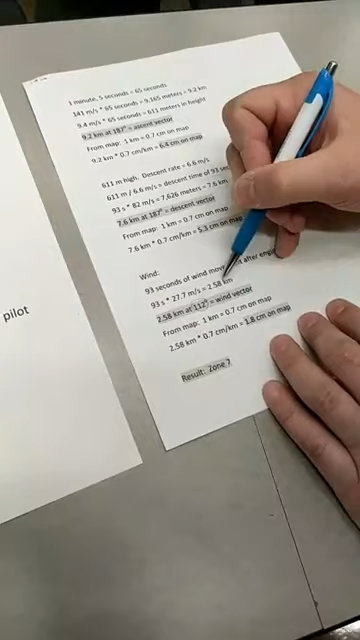 1 minute, 5 seconds = 65 seconds
141 m/s * 65 seconds = 9,165 meters = 9.2 km
9.4 m/s * 65 seconds = 611 meters in height
9.2 km at 187° = ascent vector
From map: 1 km = 0.7 cm on map
9.2 km * 0.7 cm/km = 6.4 cm on map
611 m high. Descent rate = 6.6 m/s
611 m / 6.6 m/s = descent time of 93 sec
93 s * 82 m/s = 7,626 meters = 7.6 km
7.6 km at 187° = descent vector
From map: 1 km = 0.7 cm on map
7.6 km * 0.7 cm/km = 5.3 cm on map
Wind:
93 seconds of wind after
93 s * 27.7 m/s = 2.58 km
2.58 km at 112° = wind vector
From map: 1 km = 0.7 cm on map
2.58 km * 0.7 cm/km = 1.8 cm on map
Result: Zone 7
pilot